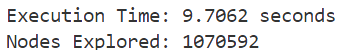 Execution Time: 9.7062 seconds
Nodes Explored: 1070592